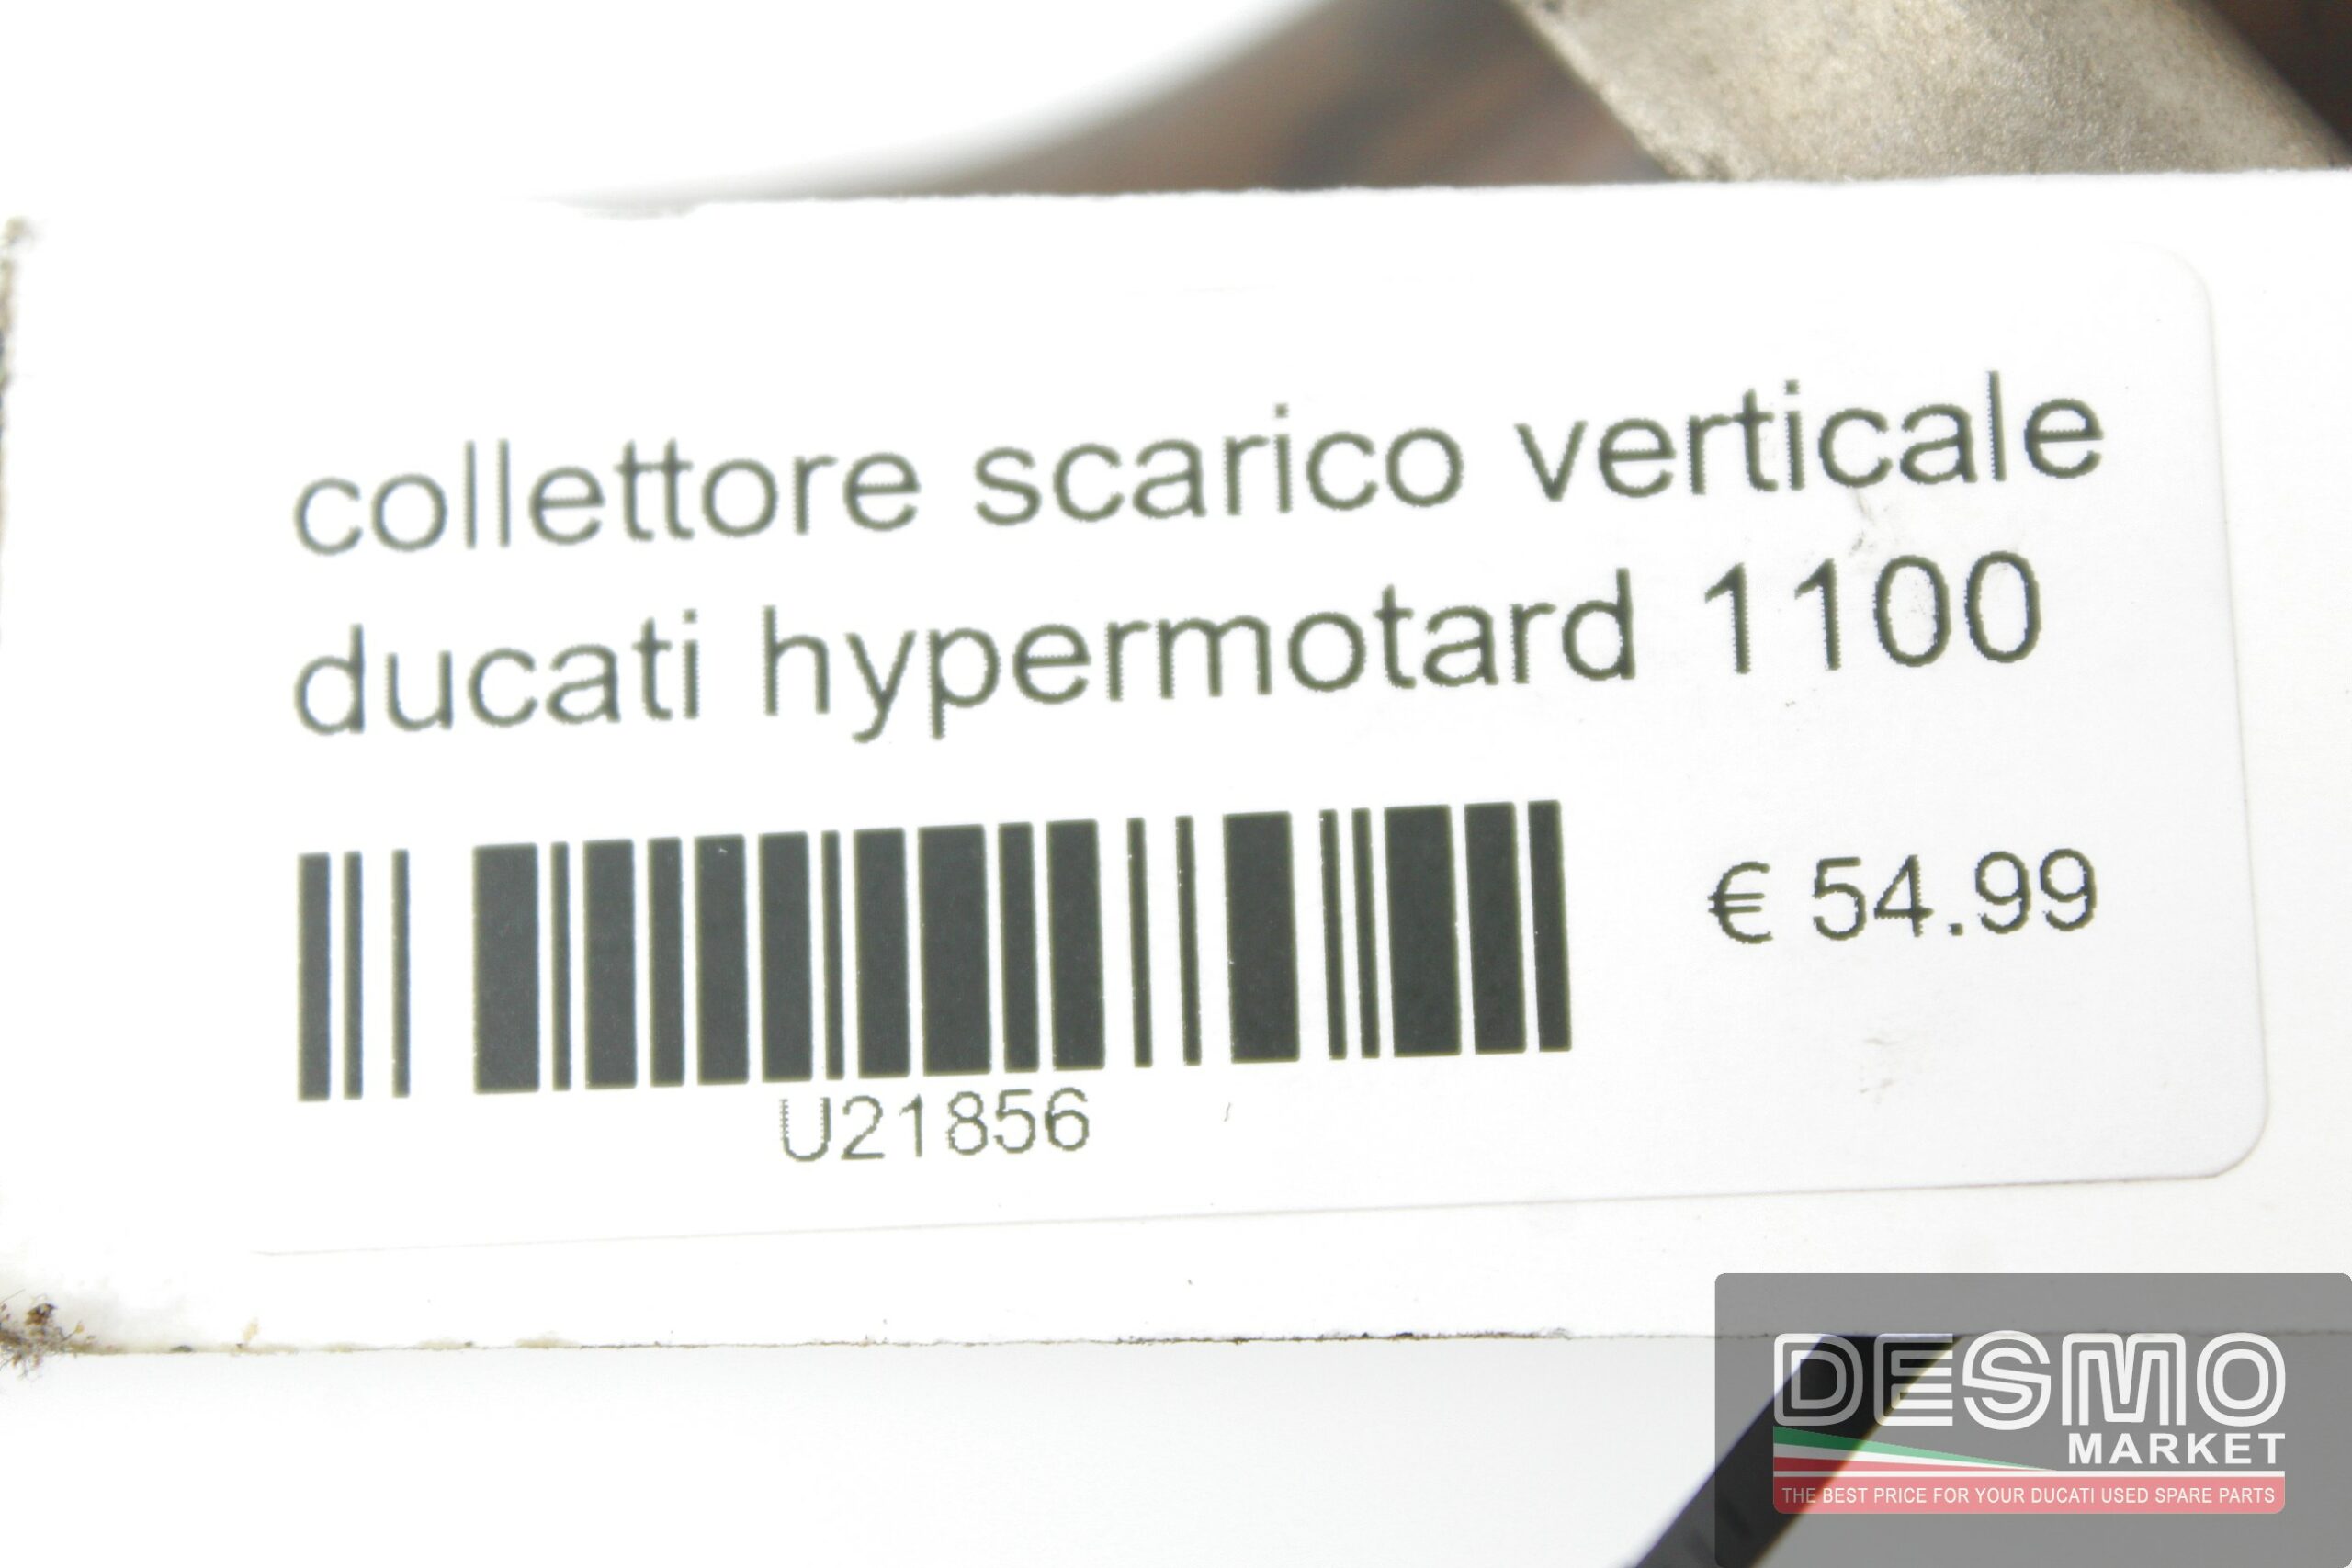 collettore scarico verticale
ducati hypermotard 1100
€ 54.99
U21856
DESMO
MARKET
THE BEST PRICE FOR YOUR DUCATI USED SPARE PARTS